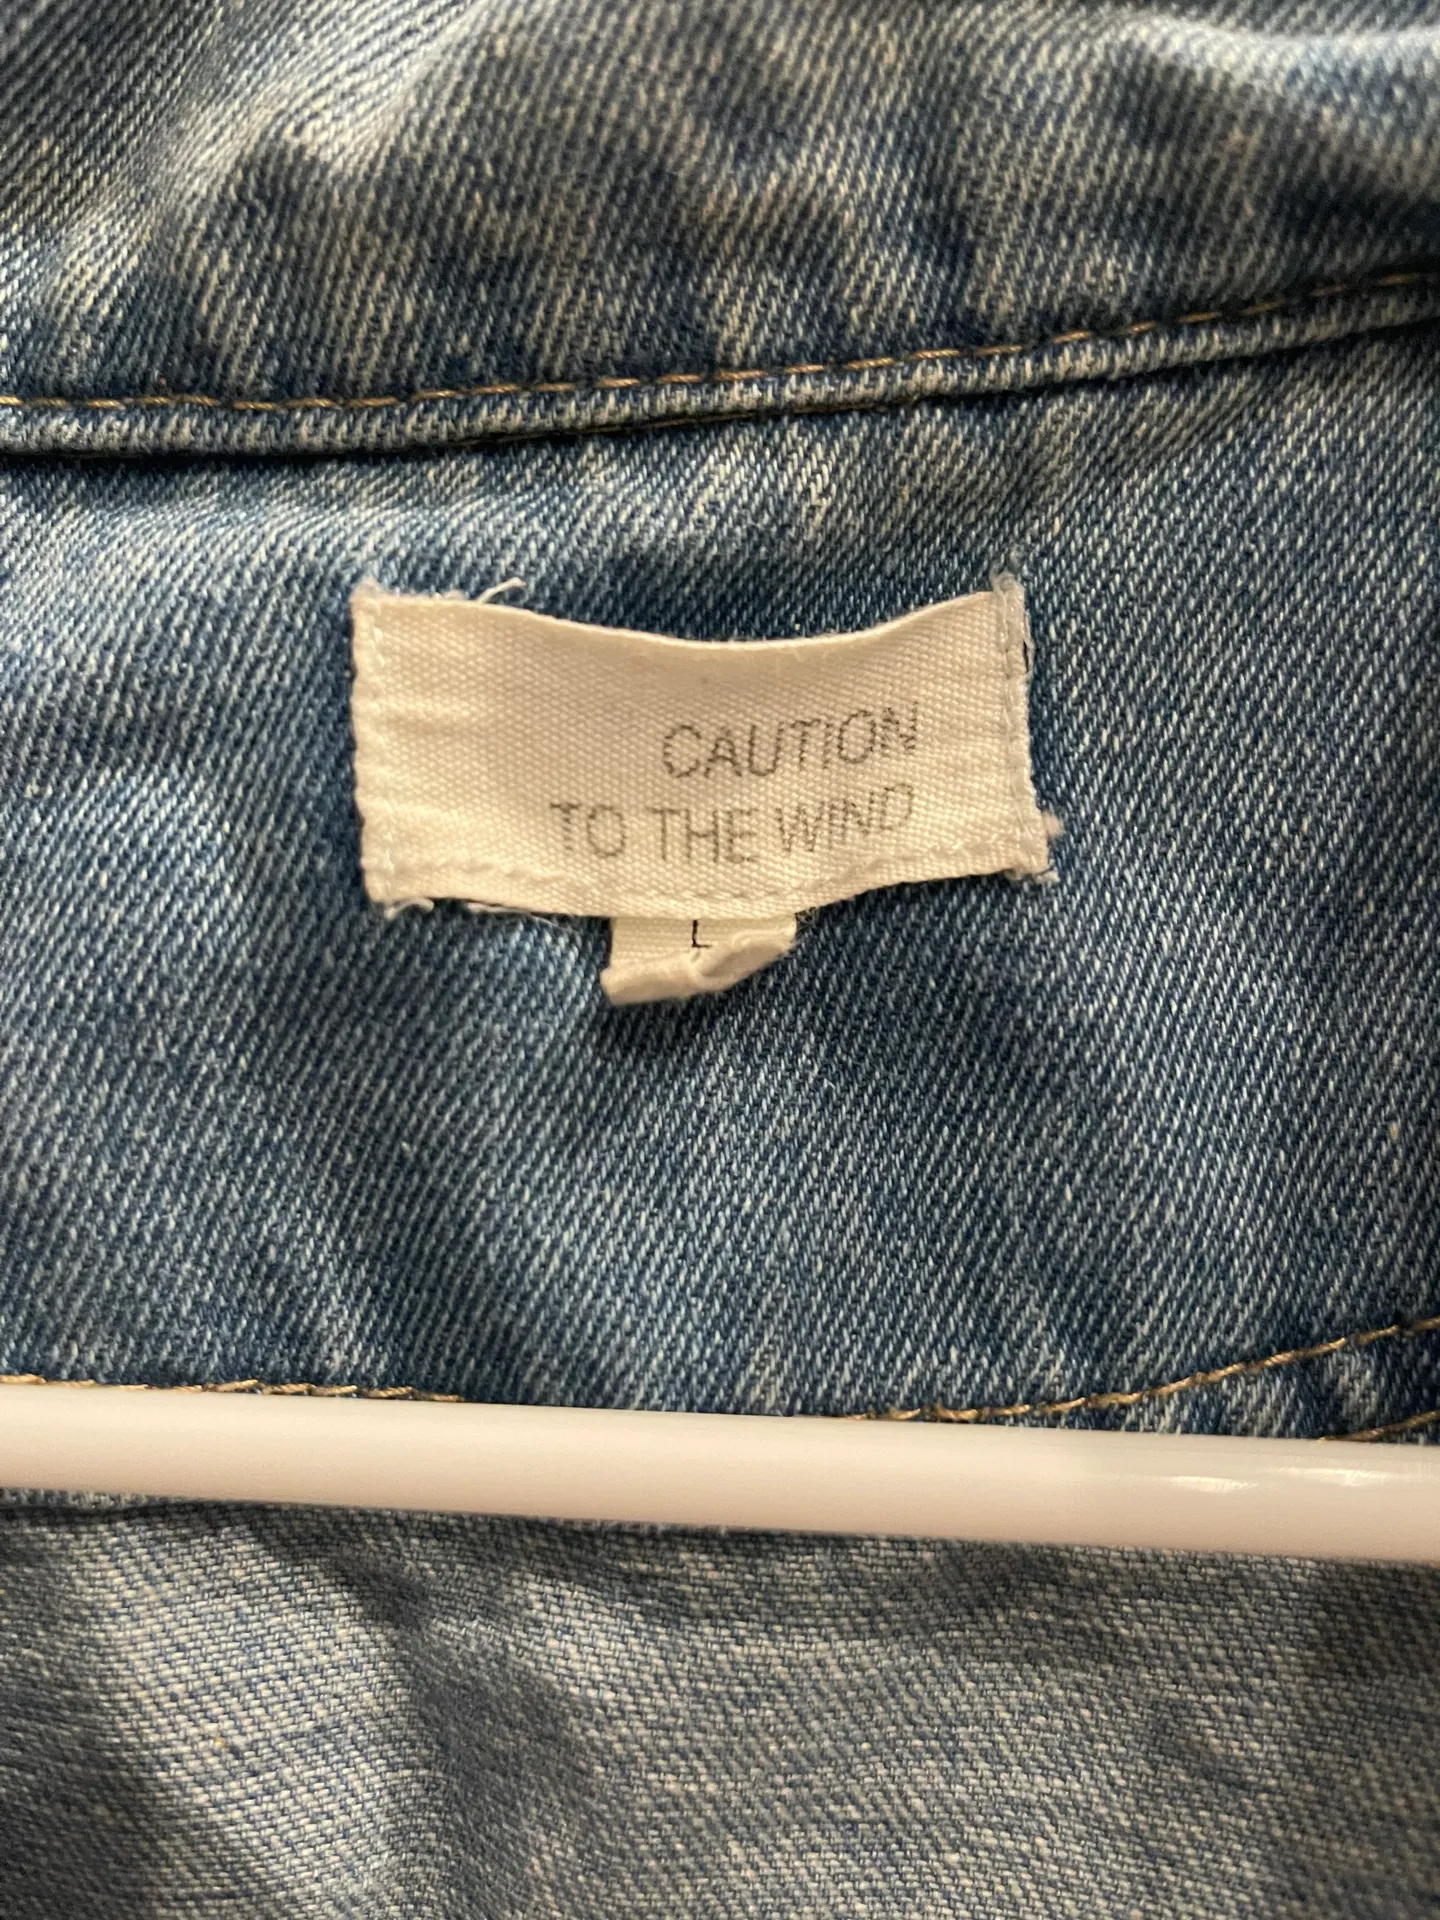 CAUTION
TO THE WIND
L